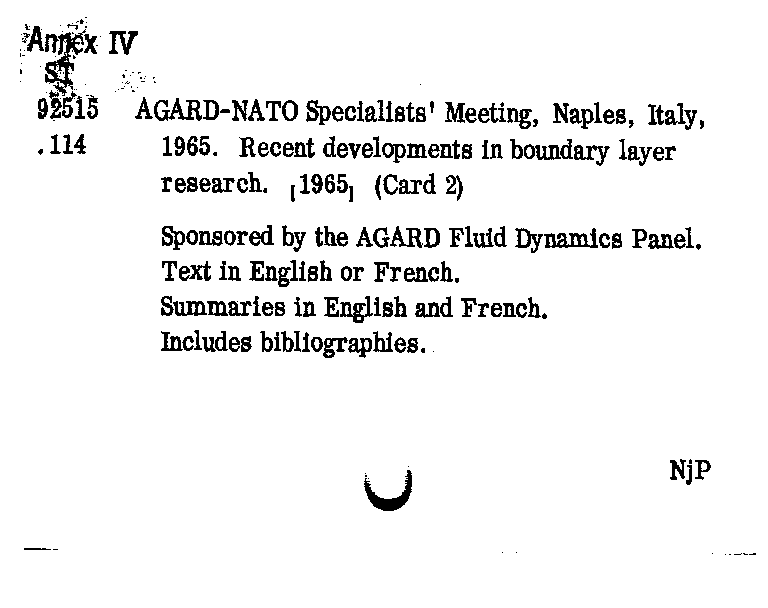 Annex IV
ST
92515 AGARD-NATO Specialists' Meeting, Naples, Italy,
.114 1965. Recent developments in boundary layer
research. [1965] (Card 2)
Sponsored by the AGARD Fluid Dynamics Panel.
Text in English or French.
Summaries in English and French.
Includes bibliographies.
NjP